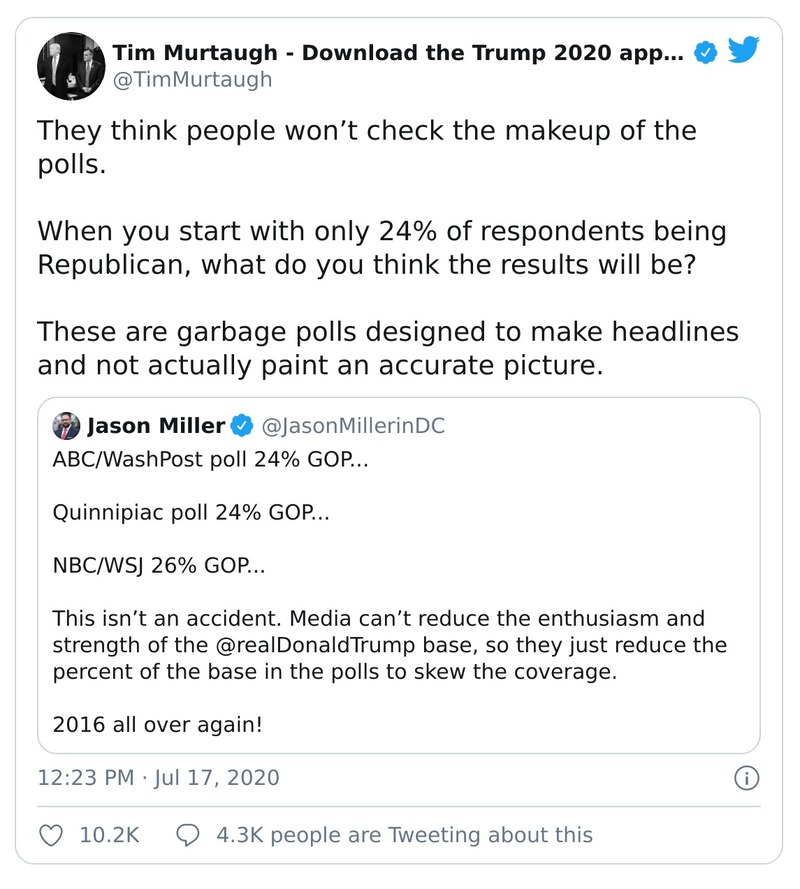 Tim Murtaugh - Download the Trump 2020 app...
@TimMurtaugh
They think people won’t check the makeup of the
polls.
When you start with only 24% of respondents being
Republican, what do you think the results will be?
These are garbage polls designed to make headlines
and not actually paint an accurate picture.
Jason Miller @JasonMillerinDC
ABC/WashPost poll 24% GOP...
Quinnipiac poll 24% GOP...
NBC/WSJ 26% GOP...
This isn’t an accident. Media can’t reduce the enthusiasm and
strength of the @realDonaldTrump base, so they just reduce the
percent of the base in the polls to skew the coverage.
2016 all over again!
12:23 PM · Jul 17, 2020
10.2K 4.3K people are Tweeting about this